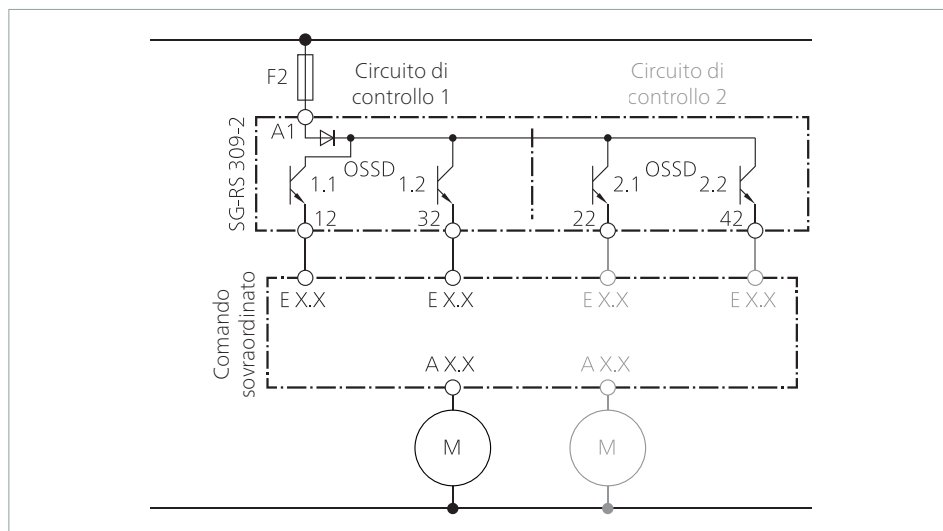 F2
Circuito di
controllo 1
Circuito di
controllo 2
SG-RS 309-2
A1
OSSD
1.1
1.2
OSSD
2.1
2.2
12
32
22
42
Comando
sovraordinato
E X.X
E X.X
E X.X
E X.X
A X.X
A X.X
M
M